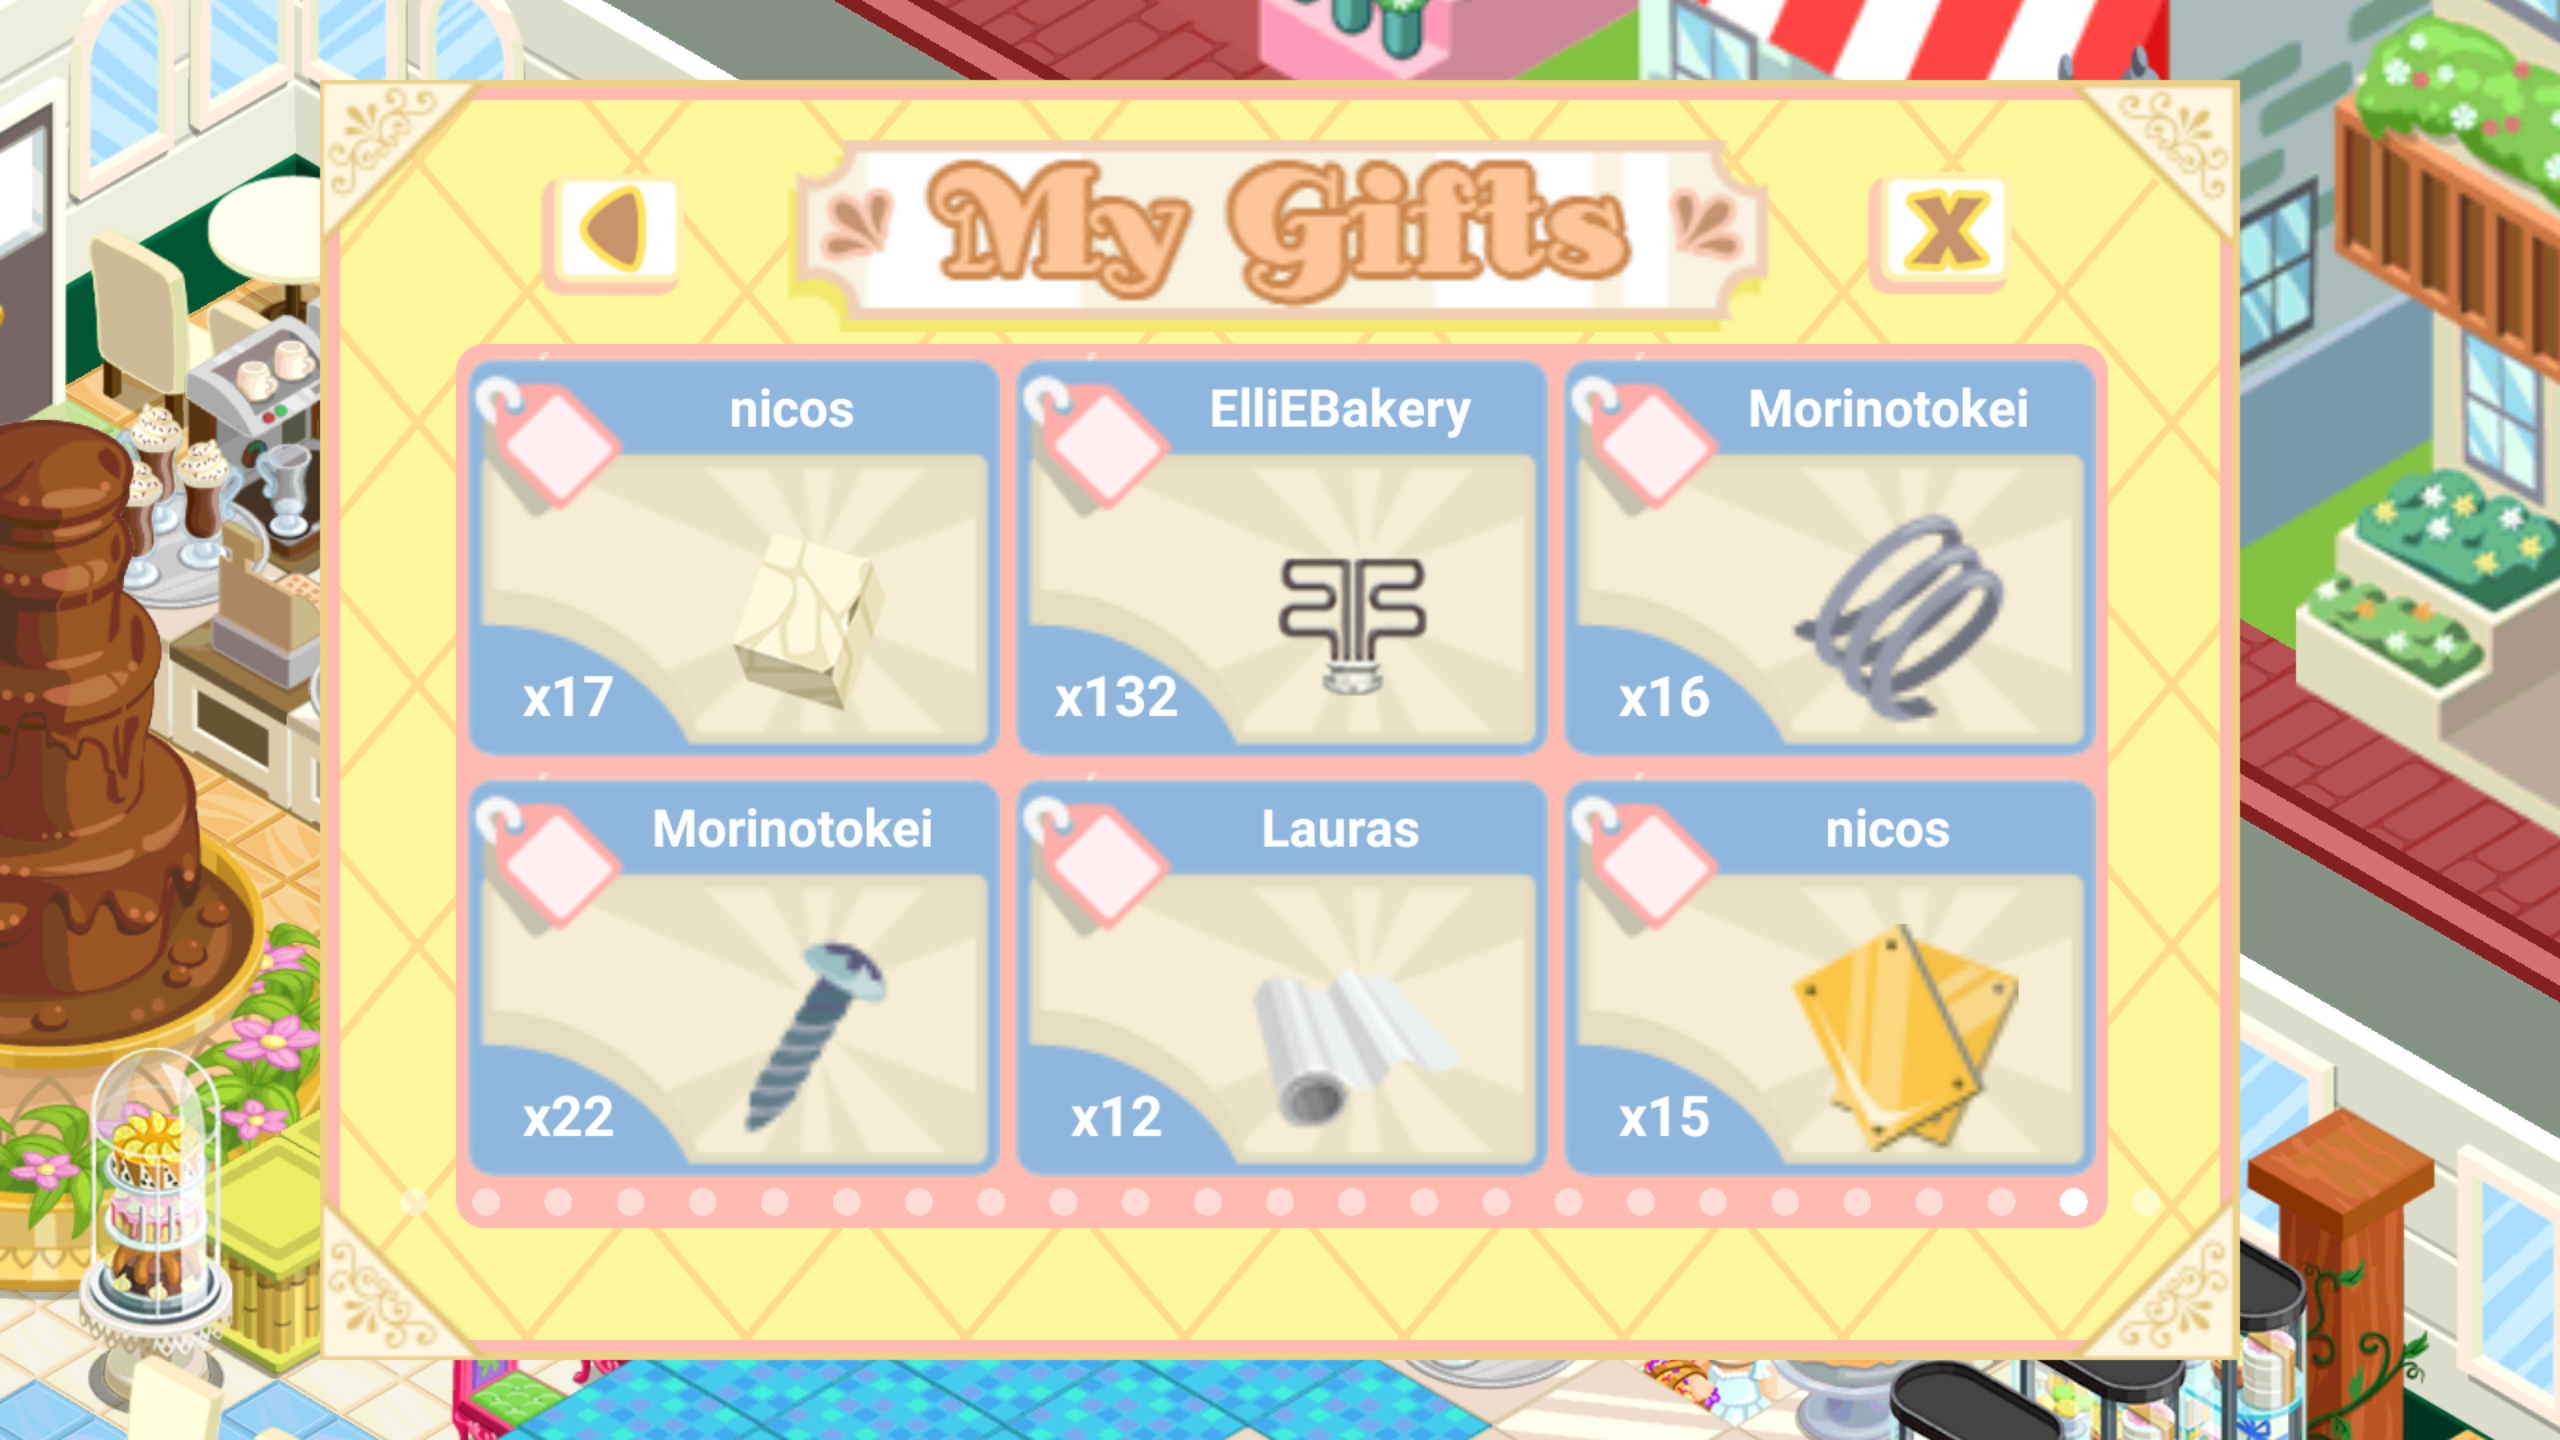 My Gifts
X
nicos
x17
ElliEBakery
x132
Morinotokei
x16
Morinotokei
x22
Lauras
x12
nicos
x15